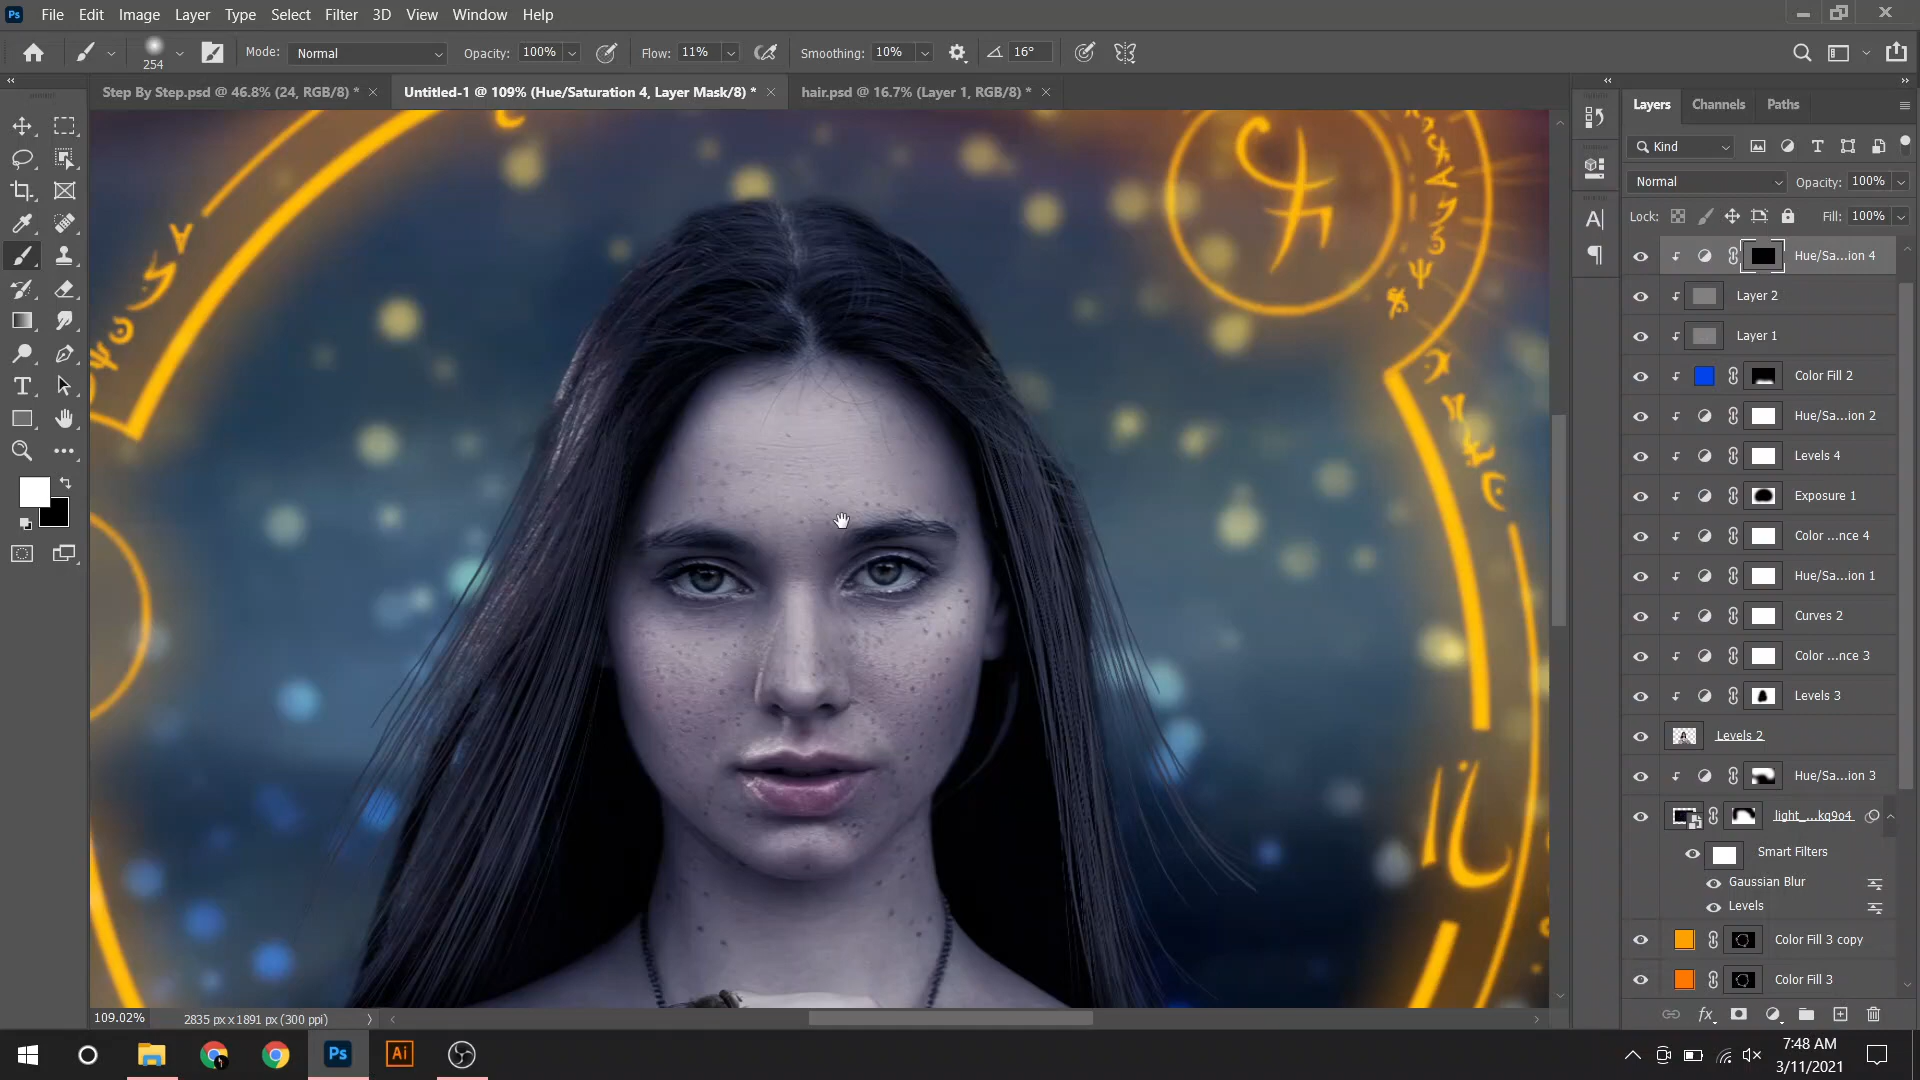 Ps File Edit Image Layer Type Select Filter 3D View Window Help
254 Mode: Normal Opacity: 100% Flow: 11% Smoothing: 10% 16°
Step By Step.psd @ 46.8% (24, RGB/8) * Untitled-1 @ 109% (Hue/Saturation 4, Layer Mask/8) * hair.psd @ 16.7% (Layer 1, RGB/8) *
Layers Channels Paths
Kind
Normal Opacity: 100%
Lock: Fill: 100%
Hue/Sa...ion 4
Layer 2
Layer 1
Color Fill 2
Hue/Sa...ion 2
Levels 4
Exposure 1
Color ...nce 4
Hue/Sa...ion 1
Curves 2
Color ...nce 3
Levels 3
Levels 2
Hue/Sa...ion 3
light_...kq9o4
Smart Filters
Gaussian Blur
Levels
Color Fill 3 copy
Color Fill 3
109.02% 2835 px x 1891 px (300 ppi)
Ps Ai
7:48 AM
3/11/2021